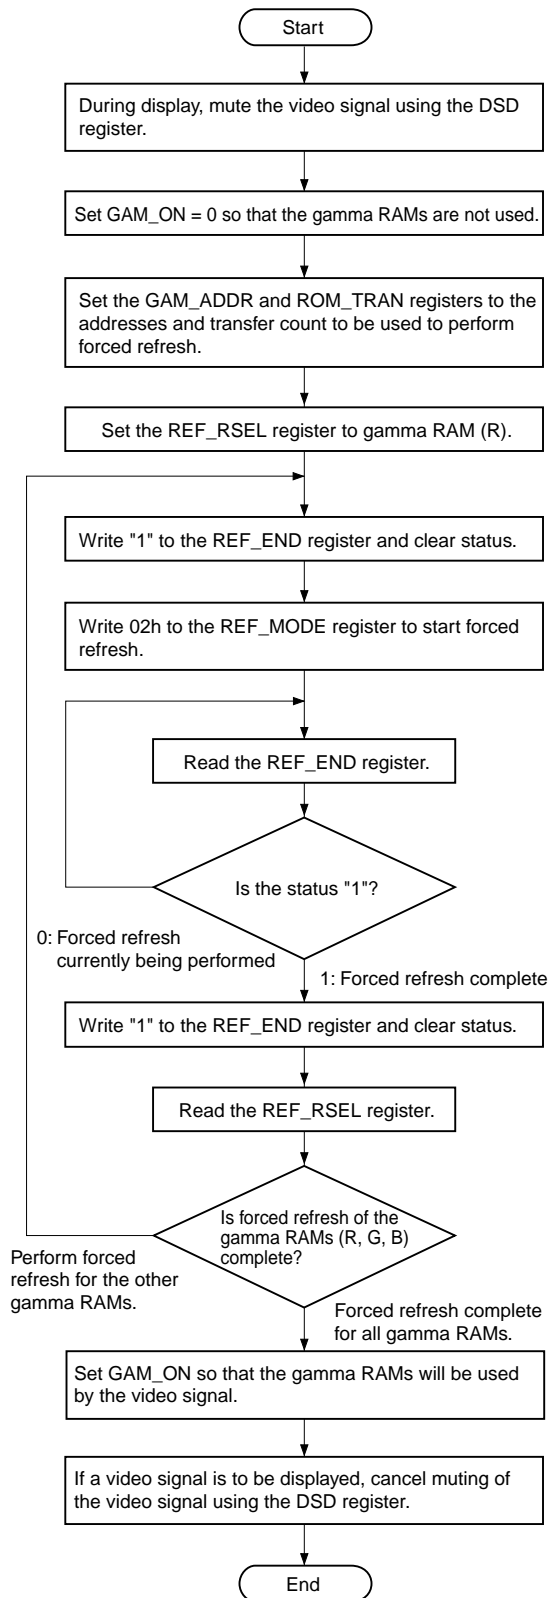 Start
During display, mute the video signal using the DSD
register.
Set GAM_ON = 0 so that the gamma RAMs are not used.
Set the GAM_ADDR and ROM_TRAN registers to the
addresses and transfer count to be used to perform
forced refresh.
Set the REF_RSEL register to gamma RAM (R).
Write "1" to the REF_END register and clear status.
Write 02h to the REF_MODE register to start forced
refresh.
Read the REF_END register.
Is the status "1"?
0: Forced refresh
currently being performed
1: Forced refresh complete
Write "1" to the REF_END register and clear status.
Read the REF_RSEL register.
Is forced refresh of the
gamma RAMs (R, G, B)
complete?
Perform forced
refresh for the other
gamma RAMs.
Forced refresh complete
for all gamma RAMs.
Set GAM_ON so that the gamma RAMs will be used
by the video signal.
If a video signal is to be displayed, cancel muting of
the video signal using the DSD register.
End